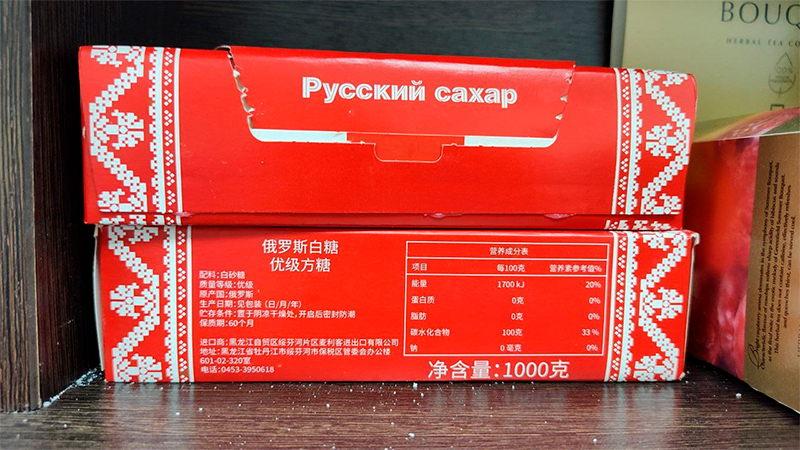 BOUQ
HERBAL TEA CO
100%
Русский сахар
俄罗斯白糖
优级方糖
配料:白砂糖
质量等级:优级
原产国:俄罗斯
生产日期:见包装(日/月/年)
贮存条件:置于阴凉干燥处,开启后密封防潮
保质期:60个月
进口商:黑龙江自贸区绥芬河片区麦利客进出口有限公司
地址:黑龙江省牡丹江市绥芬河市保税区管委会办公楼
601-02-320室
电话:0453-3950618
营养成分表
项目 每100克 营养素参考值%
能量 1700 kJ 20%
蛋白质 0克 0%
脂肪 0克 0%
碳水化合物 100克 33 %
钠 0 毫克 0%
净含量:1000克